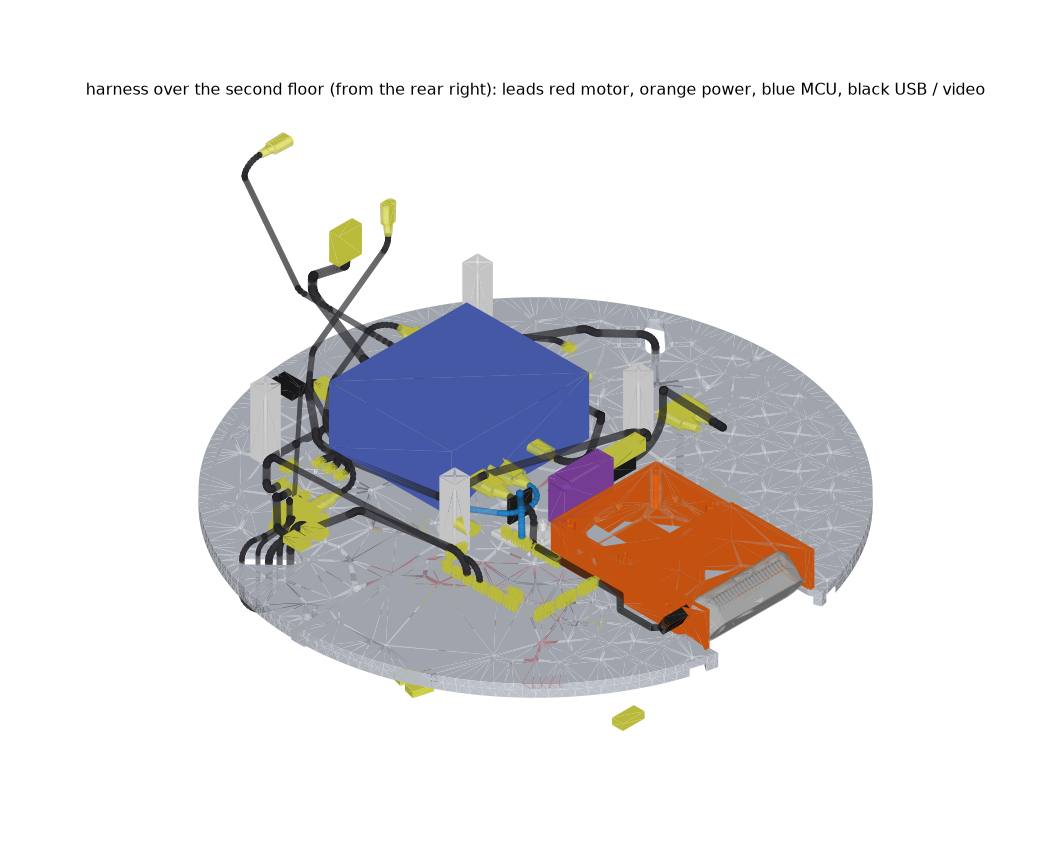 harness over the second floor (from the rear right): leads red motor, orange power, blue MCU, black USB / video